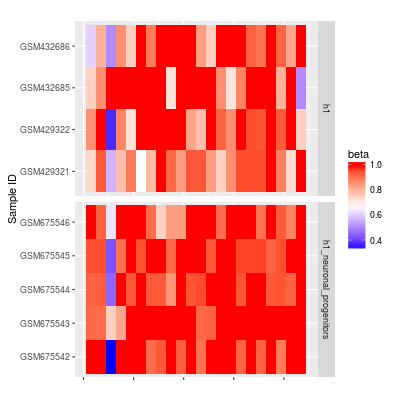 Sample ID
GSM432686
GSM432685
GSM429322
GSM429321
h1
GSM675546
GSM675545
GSM675544
GSM675543
GSM675542
h1_neuronal_progenitors
beta
1.0
0.8
0.6
0.4